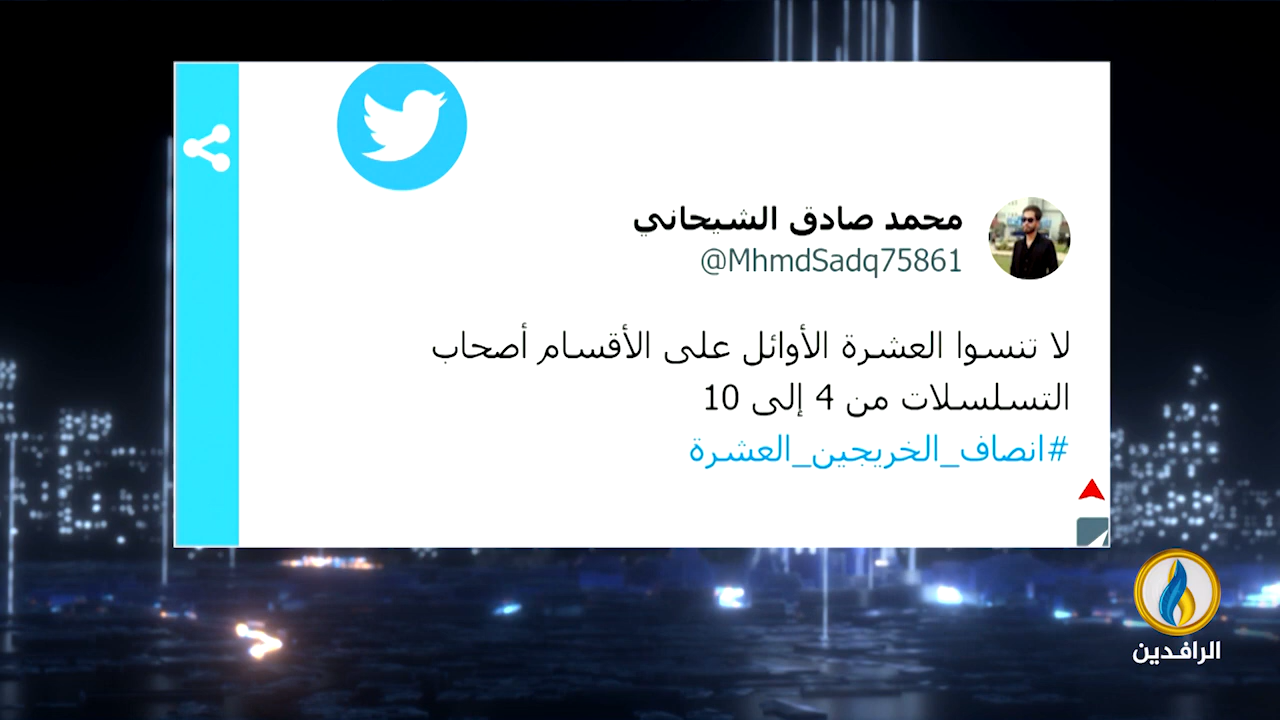 محمد صادق الشيحاني
@MhmdSadq75861
لا تنسوا العشرة الأوائل على الأقسام أصحاب
التسلسلات من 4 إلى 10
#انصاف_الخريجين_العشرة
الرافدين